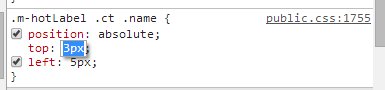 .m-hotLabel .ct .name { public.css:1755
position: absolute;
top: 3px;
left: 5px;
}